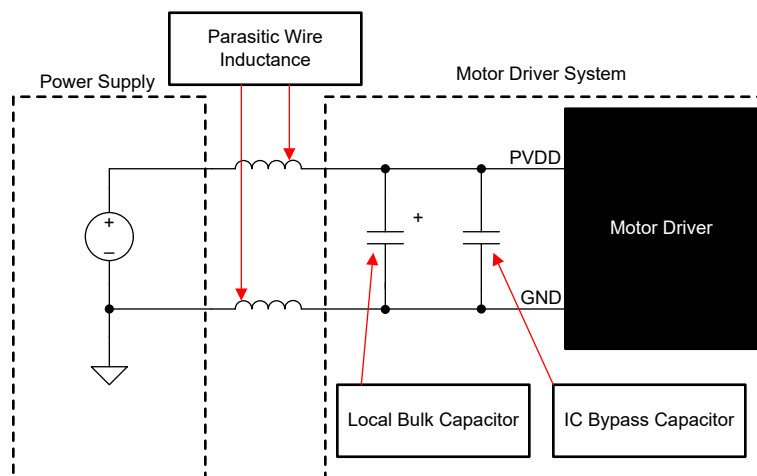 Parasitic Wire
Inductance
Power Supply
Motor Driver System
PVDD
+
+
–
Motor Driver
GND
Local Bulk Capacitor
IC Bypass Capacitor